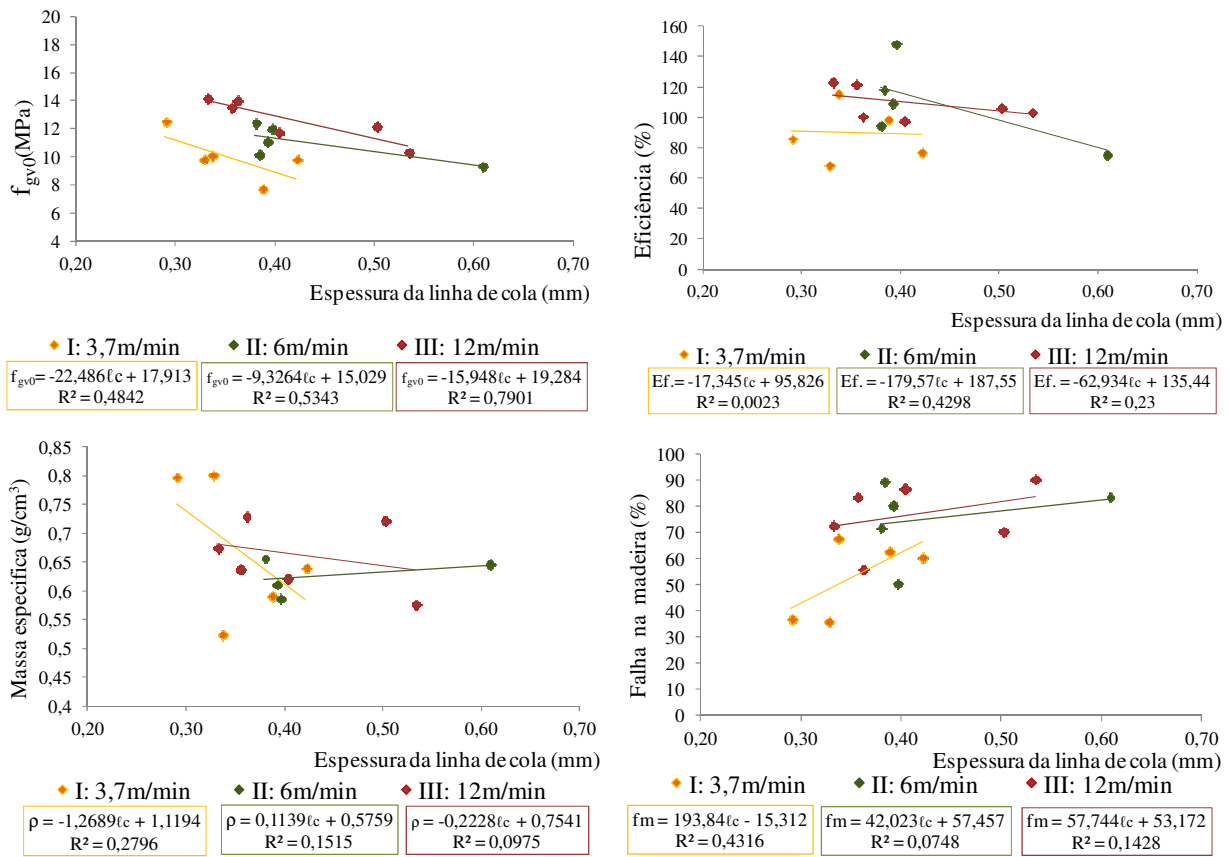 f_gv0(MPa)
20
18
16
14
12
10
8
6
4
0,20 0,30 0,40 0,50 0,60 0,70
Espessura da linha de cola (mm)
I: 3,7m/min II: 6m/min III: 12m/min
f_gv0= -22,486ℓc + 17,913
R² = 0,4842
f_gv0= -9,3264ℓc + 15,029
R² = 0,5343
f_gv0= -15,948ℓc + 19,284
R² = 0,7901
Eficiência (%)
160
140
120
100
80
60
40
20
0
0,20 0,30 0,40 0,50 0,60 0,70
Espessura da linha de cola (mm)
I: 3,7m/min II: 6m/min III: 12m/min
Ef.= -17,345ℓc + 95,826
R² = 0,0023
Ef. = -179,57ℓc + 187,55
R² = 0,4298
Ef. = -62,934ℓc + 135,44
R² = 0,23
Massa especifica (g/cm³)
0,85
0,8
0,75
0,7
0,65
0,6
0,55
0,5
0,45
0,4
0,20 0,30 0,40 0,50 0,60 0,70
Espessura da linha de cola (mm)
I: 3,7m/min II: 6m/min III: 12m/min
ρ = -1,2689ℓc + 1,1194
R² = 0,2796
ρ = 0,1139ℓc + 0,5759
R² = 0,1515
ρ = -0,2228ℓc + 0,7541
R² = 0,0975
Falha na madeira (%)
100
90
80
70
60
50
40
30
20
10
0
0,20 0,30 0,40 0,50 0,60 0,70
Espessura da linha de cola (mm)
I: 3,7m/min II: 6m/min III: 12m/min
fm = 193,84ℓc - 15,312
R² = 0,4316
fm = 42,023ℓc + 57,457
R² = 0,0748
fm = 57,744ℓc + 53,172
R² = 0,1428